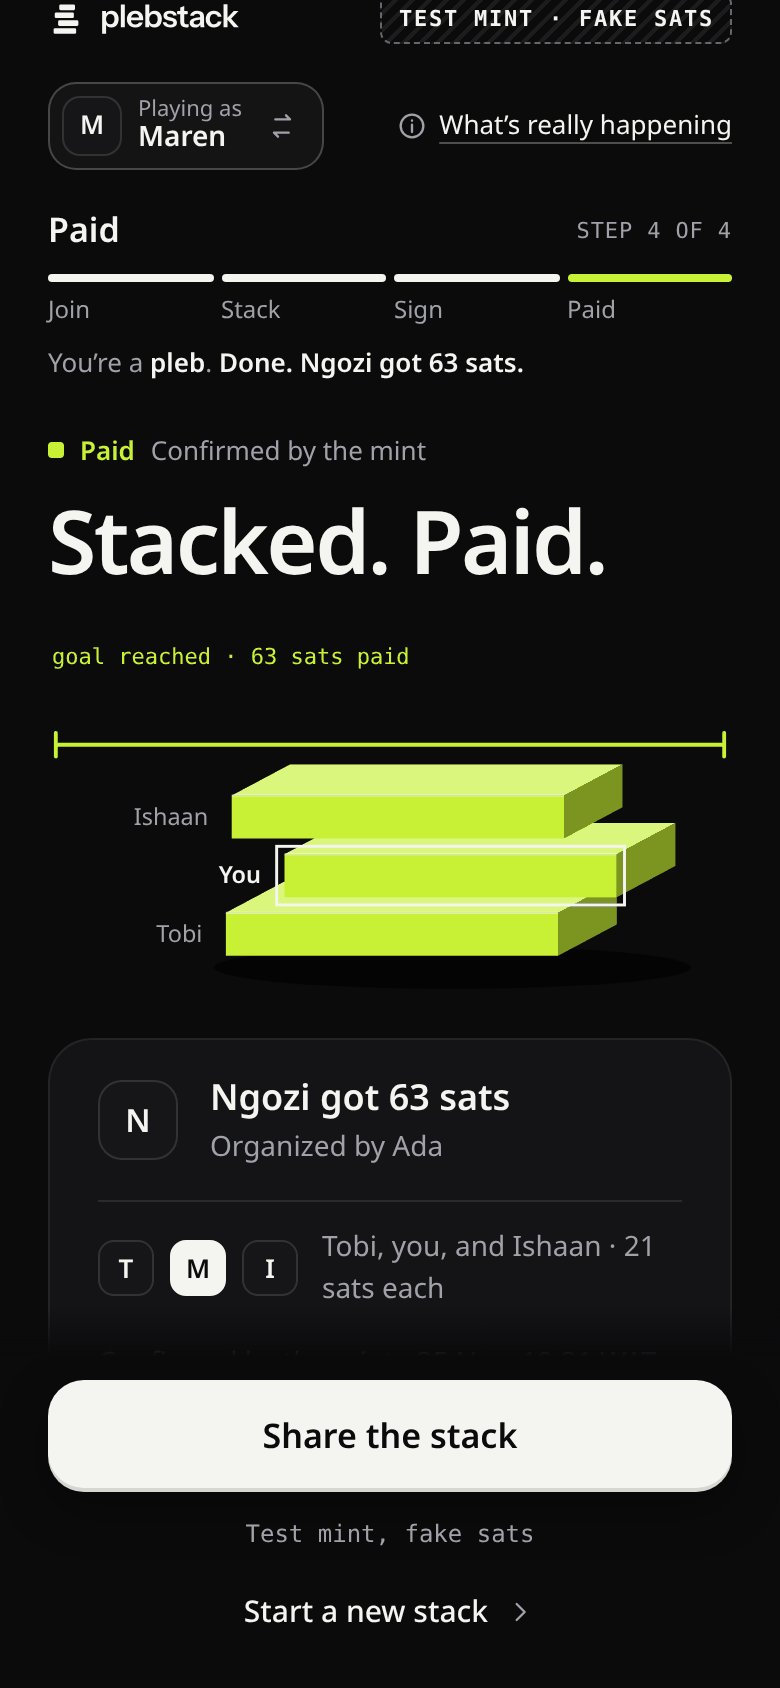 plebstack
TEST MINT · FAKE SATS
M
Playing as
Maren
What’s really happening
Paid
STEP 4 OF 4
Join
Stack
Sign
Paid
You’re a pleb. Done. Ngozi got 63 sats.
Paid Confirmed by the mint
Stacked. Paid.
goal reached · 63 sats paid
Ishaan
You
Tobi
N
Ngozi got 63 sats
Organized by Ada
T M I
Tobi, you, and Ishaan · 21
sats each
Share the stack
Test mint, fake sats
Start a new stack